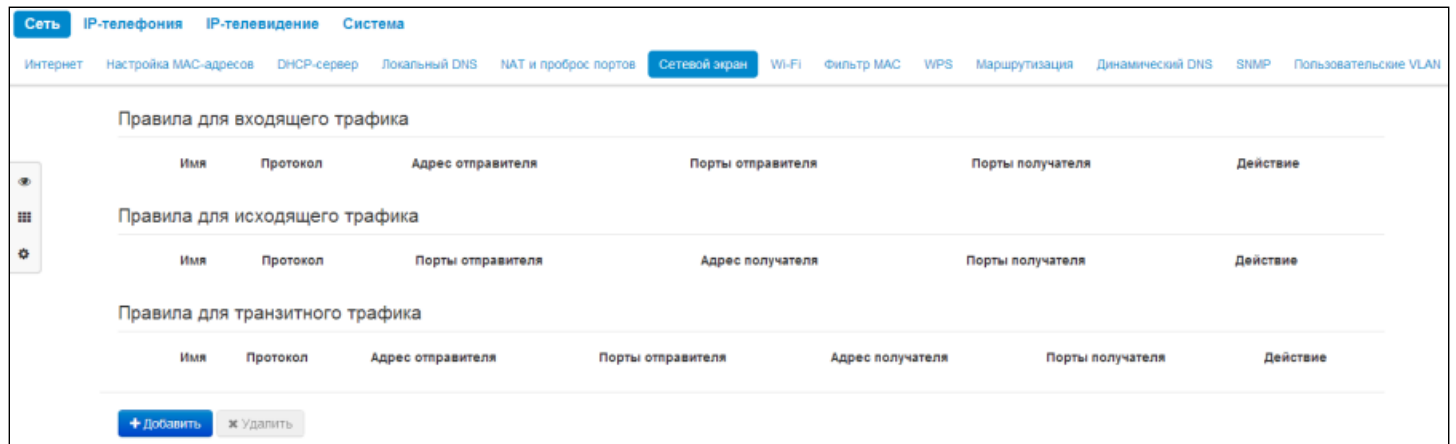 Сеть IP-телефония IP-телевидение Система
Интернет Настройка MAC-адресов DHCP-сервер Локальный DNS NAT и проброс портов Сетевой экран Wi-Fi Фильтр MAC WPS Маршрутизация Динамический DNS SNMP Пользовательские VLAN
Правила для входящего трафика
Имя Протокол Адрес отправителя Порты отправителя Порты получателя Действие
Правила для исходящего трафика
Имя Протокол Порты отправителя Адрес получателя Порты получателя Действие
Правила для транзитного трафика
Имя Протокол Адрес отправителя Порты отправителя Адрес получателя Порты получателя Действие
Добавить Удалить